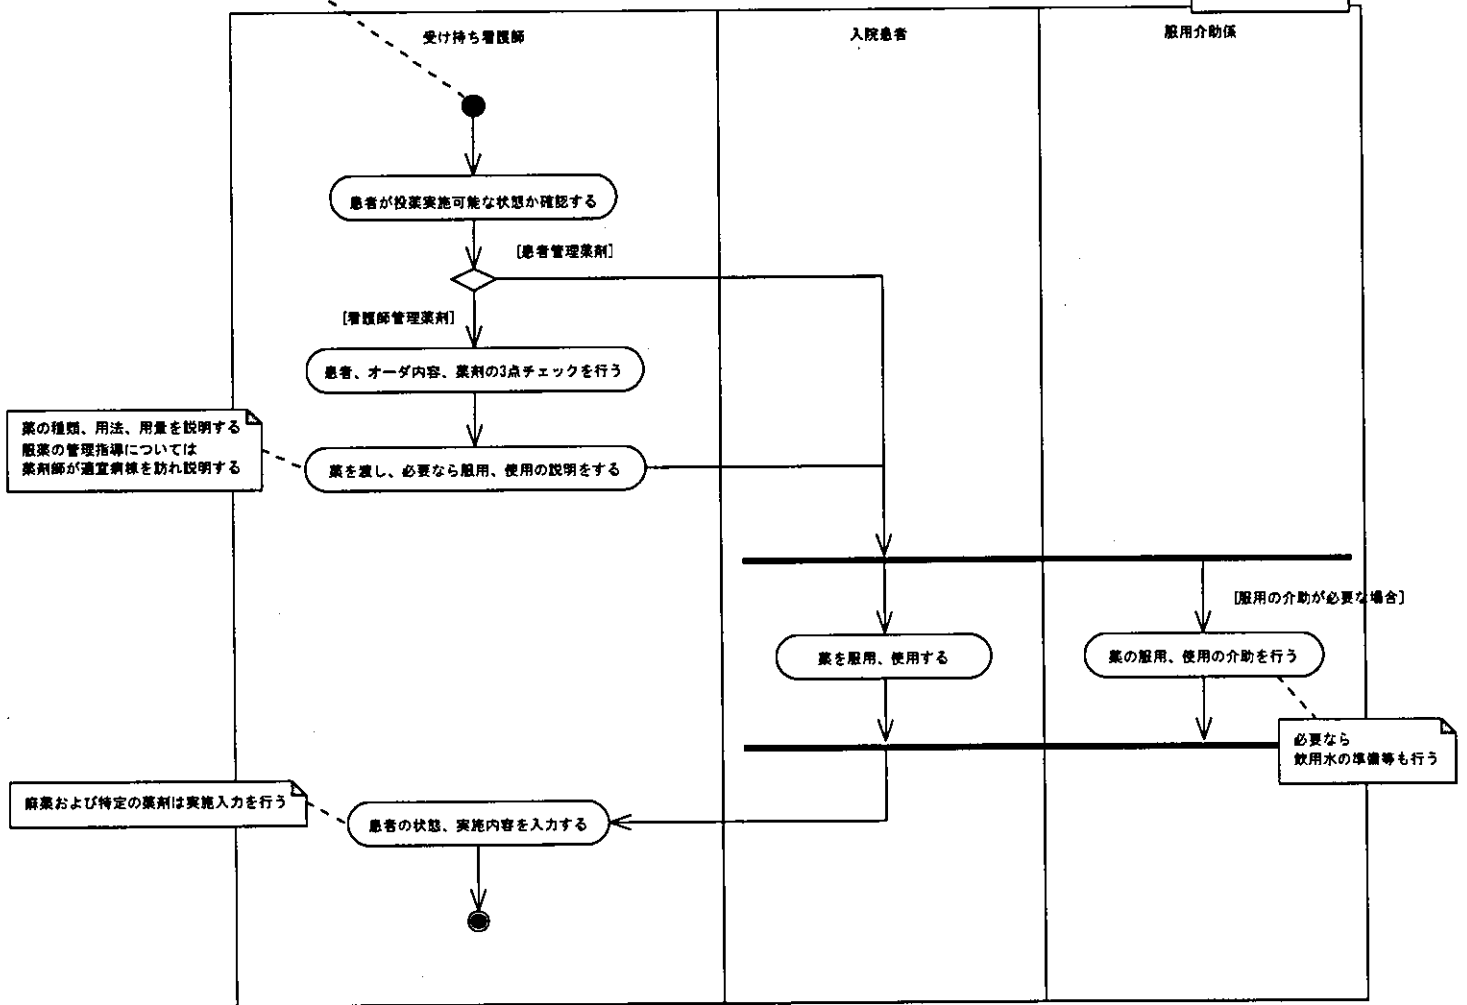 受け持ち看護師
入院患者
服用介助係
患者が投薬実施可能な状態か確認する
[患者管理薬剤]
[看護師管理薬剤]
患者、オーダ内容、薬剤の3点チェックを行う
薬の種類、用法、用量を説明する
服薬の管理指導については
薬剤師が適宜病棟を訪れ説明する
薬を渡し、必要なら服用、使用の説明をする
[服用の介助が必要な場合]
薬を服用、使用する
薬の服用、使用の介助を行う
必要なら
飲用水の準備等も行う
麻薬および特定の薬剤は実施入力を行う
患者の状態、実施内容を入力する